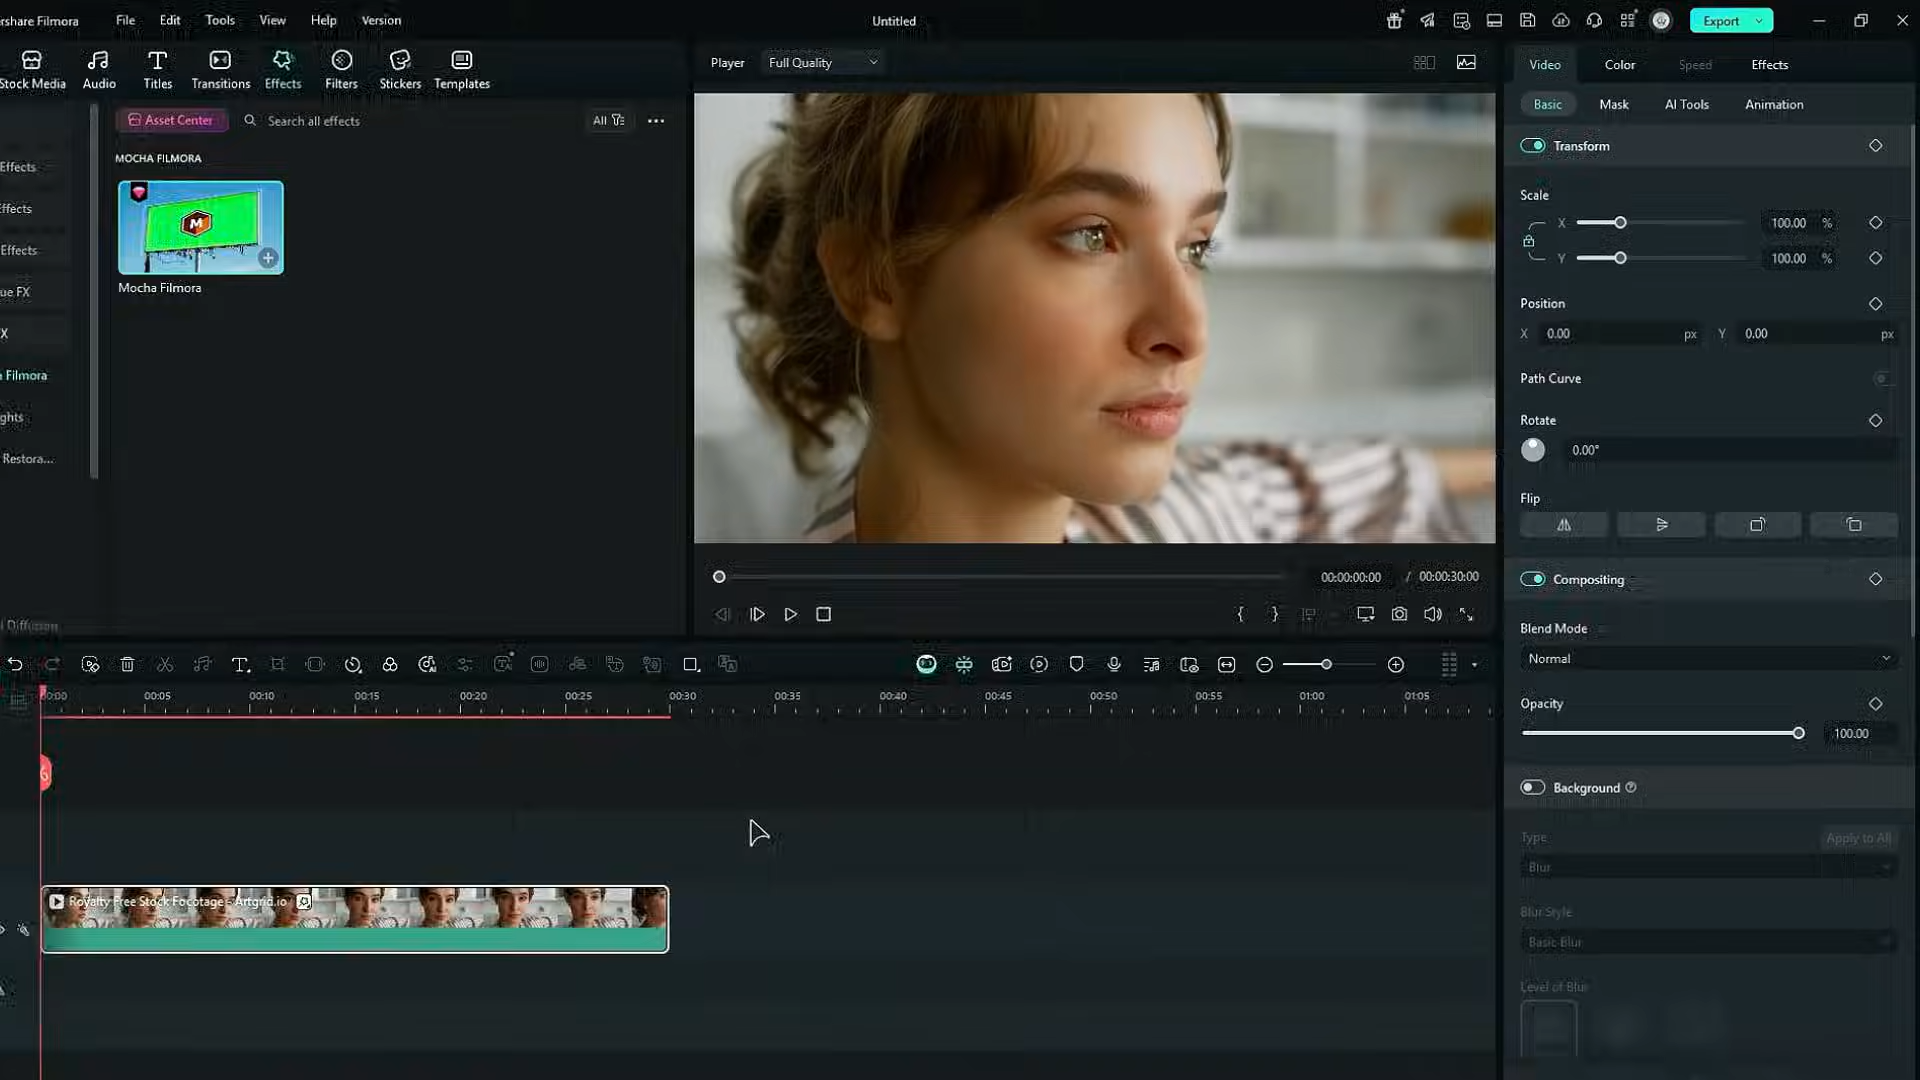 ershare Filmora
File Edit Tools View Help Version
Untitled
Export
Stock Media Audio Titles Transitions Effects Filters Stickers Templates
Asset Center
Search all effects
All
MOCHA FILMORA
Mocha Filmora
Effects
Effects
Effects
ue FX
X
Filmora
ghts
Restora...
l Diffusion
Player Full Quality
00:00:00:00 / 00:00:30:00
Video Color Speed Effects
Basic Mask AI Tools Animation
Transform
Scale
X 100.00 %
Y 100.00 %
Position
X 0.00 px Y 0.00 px
Path Curve
Rotate
0.00°
Flip
Compositing
Blend Mode
Normal
Opacity
100.00
Background
Type Apply to All
Blur
Blur Style
Basic Blur
Level of Blur
00:00 00:05 00:10 00:15 00:20 00:25 00:30 00:35 00:40 00:45 00:50 00:55 01:00 01:05
Royalty Free Stock Footage - Artgrid.io